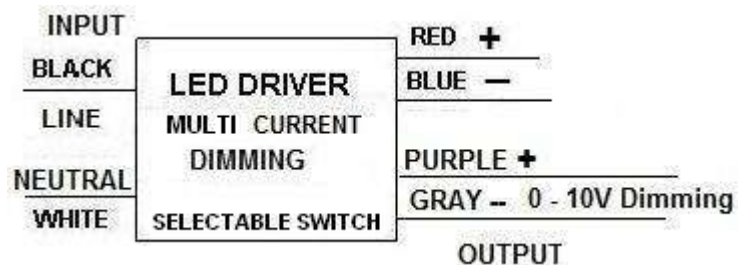 INPUT
BLACK
LINE
NEUTRAL
WHITE
LED DRIVER
MULTI CURRENT
DIMMING
SELECTABLE SWITCH
RED +
BLUE –
PURPLE +
GRAY – 0 - 10V Dimming
OUTPUT